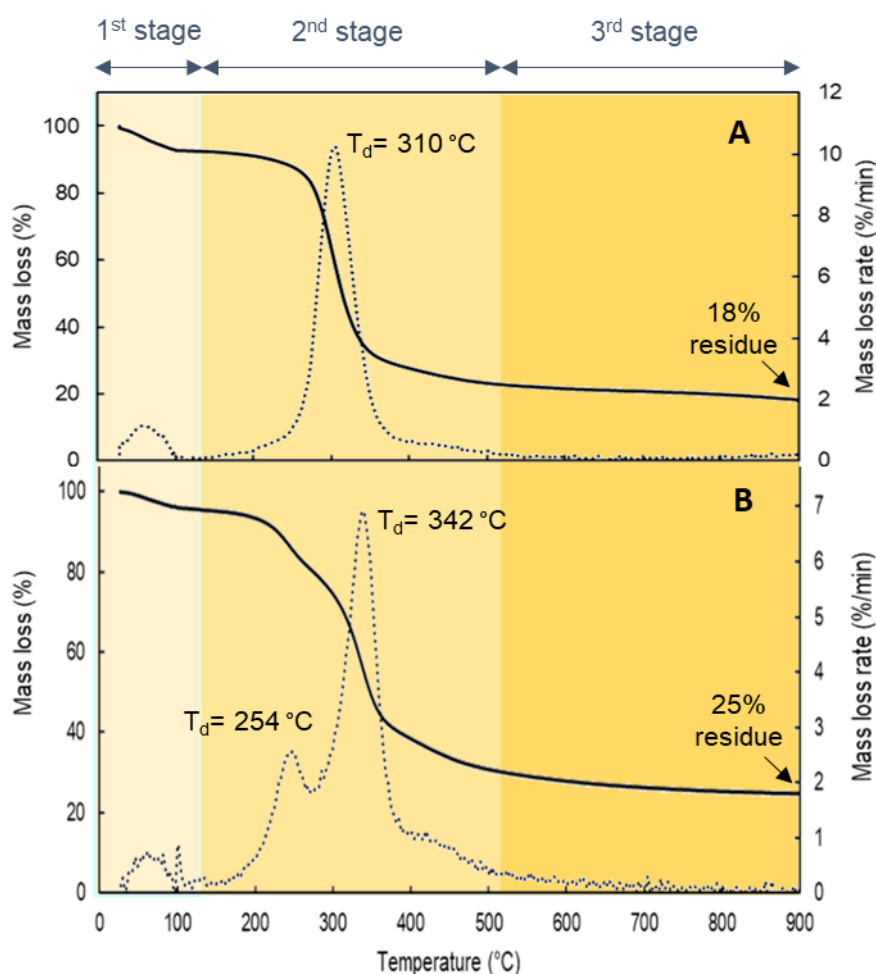 1st stage
2nd stage
3rd stage
A
Td= 310 °C
18%
residue
Mass loss (%)
100
80
60
40
20
0
Mass loss rate (%/min)
12
10
8
6
4
2
0
B
Td= 342 °C
Td= 254 °C
25%
residue
Mass loss (%)
100
80
60
40
20
0
Mass loss rate (%/min)
7
6
5
4
3
2
1
0
0 100 200 300 400 500 600 700 800 900
Temperature (°C)